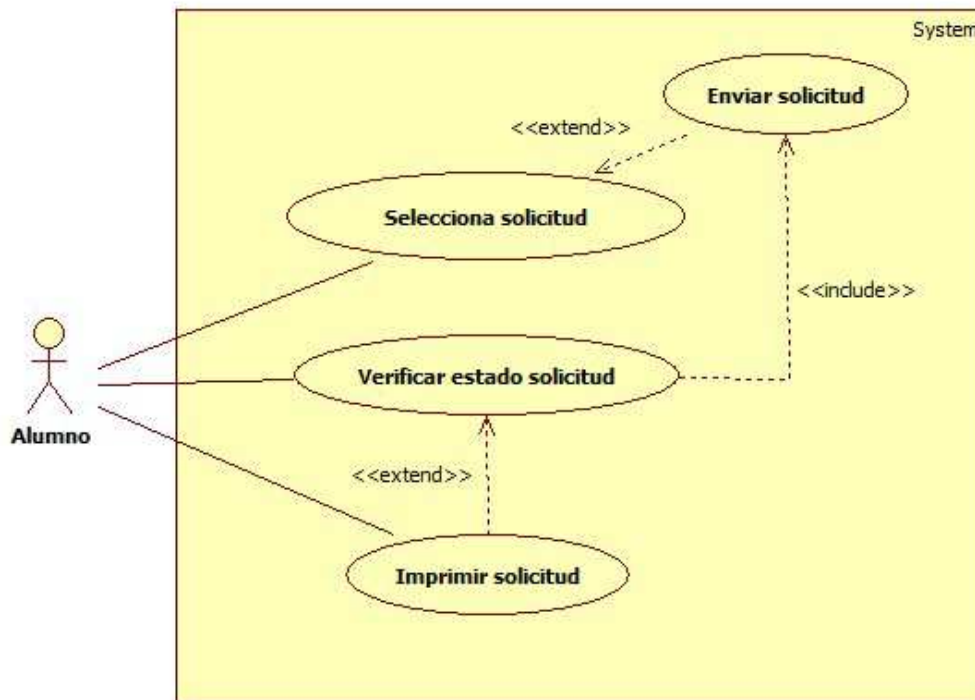 System
Enviar solicitud
<<extend>>
Selecciona solicitud
<<include>>
Verificar estado solicitud
Alumno
<<extend>>
Imprimir solicitud